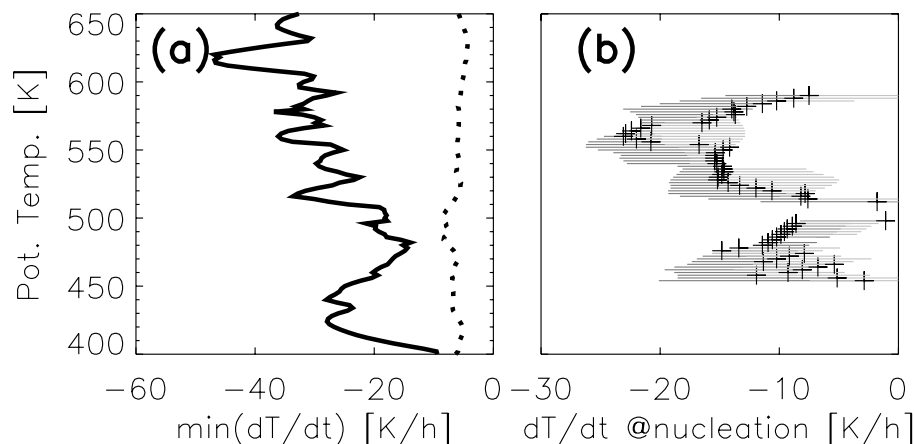 650
600
550
500
450
400
Pot. Temp. [K]
(a)
(b)
−60
−40
−20
0
−30
−20
−10
0
min(dT/dt) [K/h]
dT/dt @nucleation [K/h]